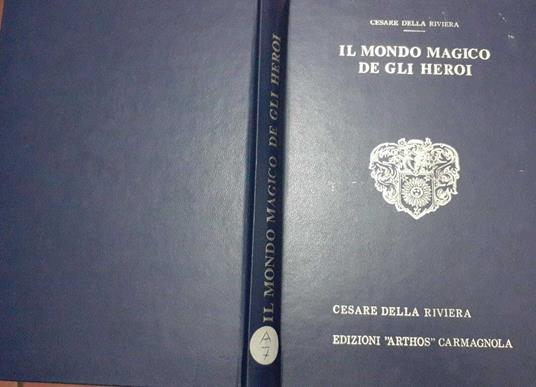 IL MONDO MAGICO DE GLI HEROI
A
7
CESARE DELLA RIVIERA
IL MONDO MAGICO
DE GLI HEROI
CESARE DELLA RIVIERA
EDIZIONI "ARTHOS" CARMAGNOLA